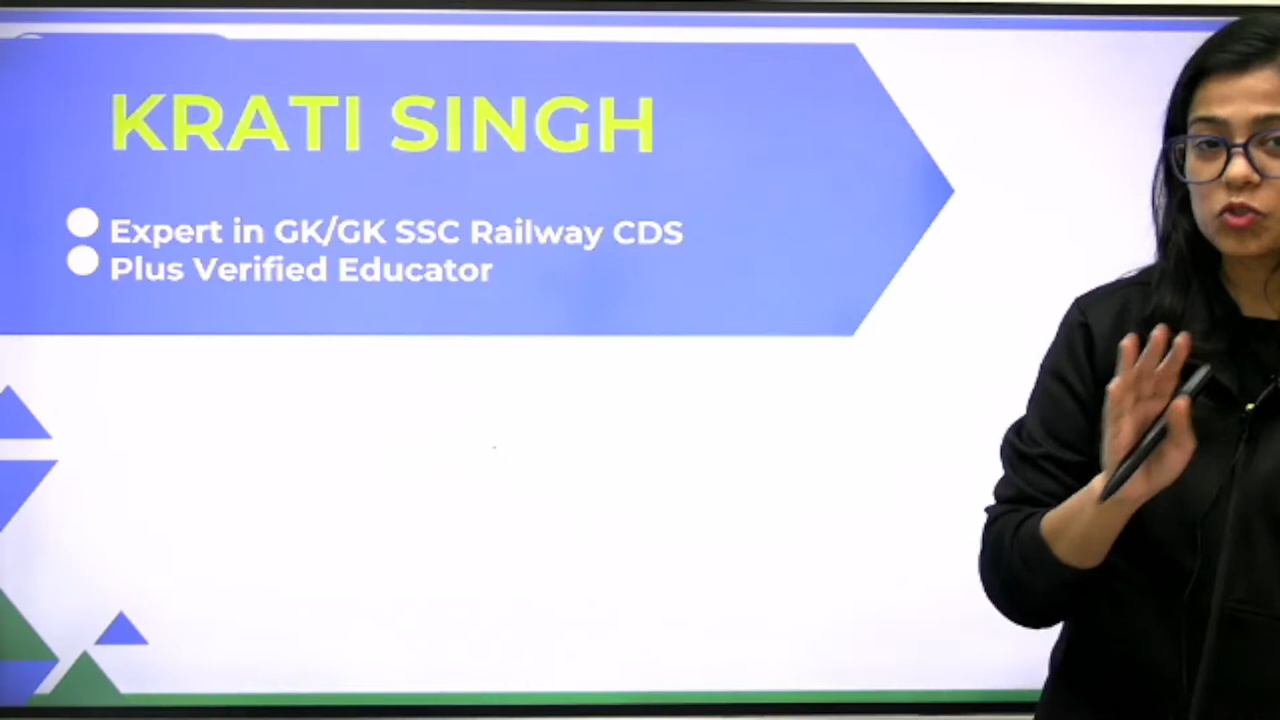 KRATI SINGH
Expert in GK/GK SSC Railway CDS
Plus Verified Educator